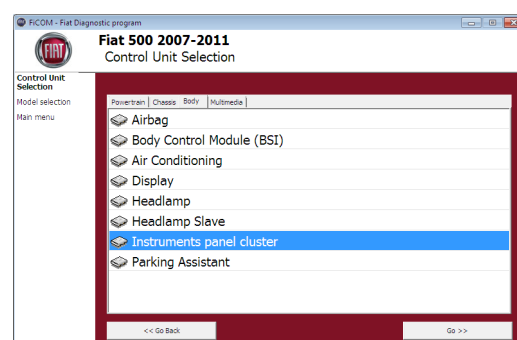 FiCOM - Fiat Diagnostic program
FIAT
Fiat 500 2007-2011
Control Unit Selection
Control Unit
Selection
Model selection
Main menu
Powertrain Chassis Body Multimedia
Airbag
Body Control Module (BSI)
Air Conditioning
Display
Headlamp
Headlamp Slave
Instruments panel cluster
Parking Assistant
<< Go Back
Go >>